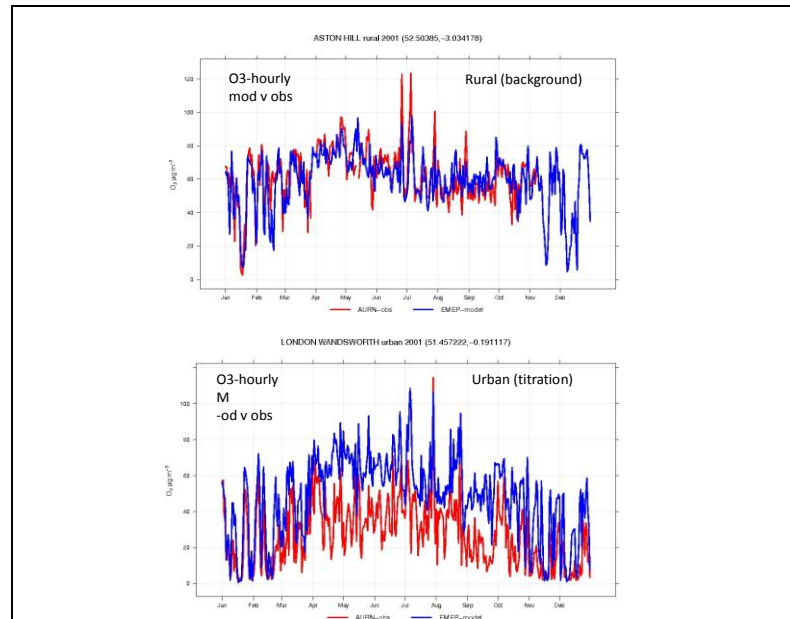 ASTON HILL rural 2001 (52.50385,-3.034178)
O3-hourly
mod v obs
Rural (background)
120
100
80
60
40
20
0
O₃ µg m⁻³
Jan Feb Mar Apr May Jun Jul Aug Sep Oct Nov Dec
AURN-obs EMEP-model
LONDON WANDSWORTH urban 2001 (51.457222,-0.191117)
O3-hourly
M
-od v obs
Urban (titration)
100
80
60
40
20
0
O₃ µg m⁻³
Jan Feb Mar Apr May Jun Jul Aug Sep Oct Nov Dec
AURN-obs EMEP-model